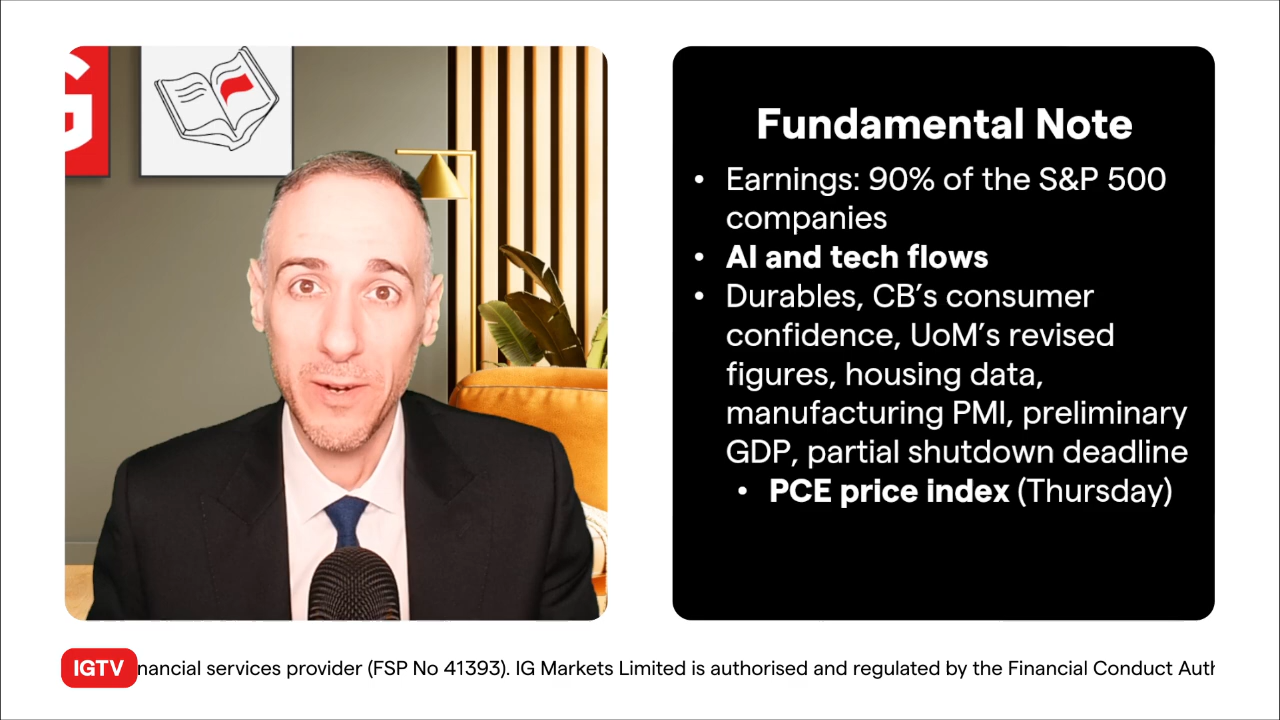 Fundamental Note
• Earnings: 90% of the S&P 500
companies
• AI and tech flows
• Durables, CB’s consumer
confidence, UoM’s revised
figures, housing data,
manufacturing PMI, preliminary
GDP, partial shutdown deadline
• PCE price index (Thursday)
IGTV
nancial services provider (FSP No 41393). IG Markets Limited is authorised and regulated by the Financial Conduct Auth